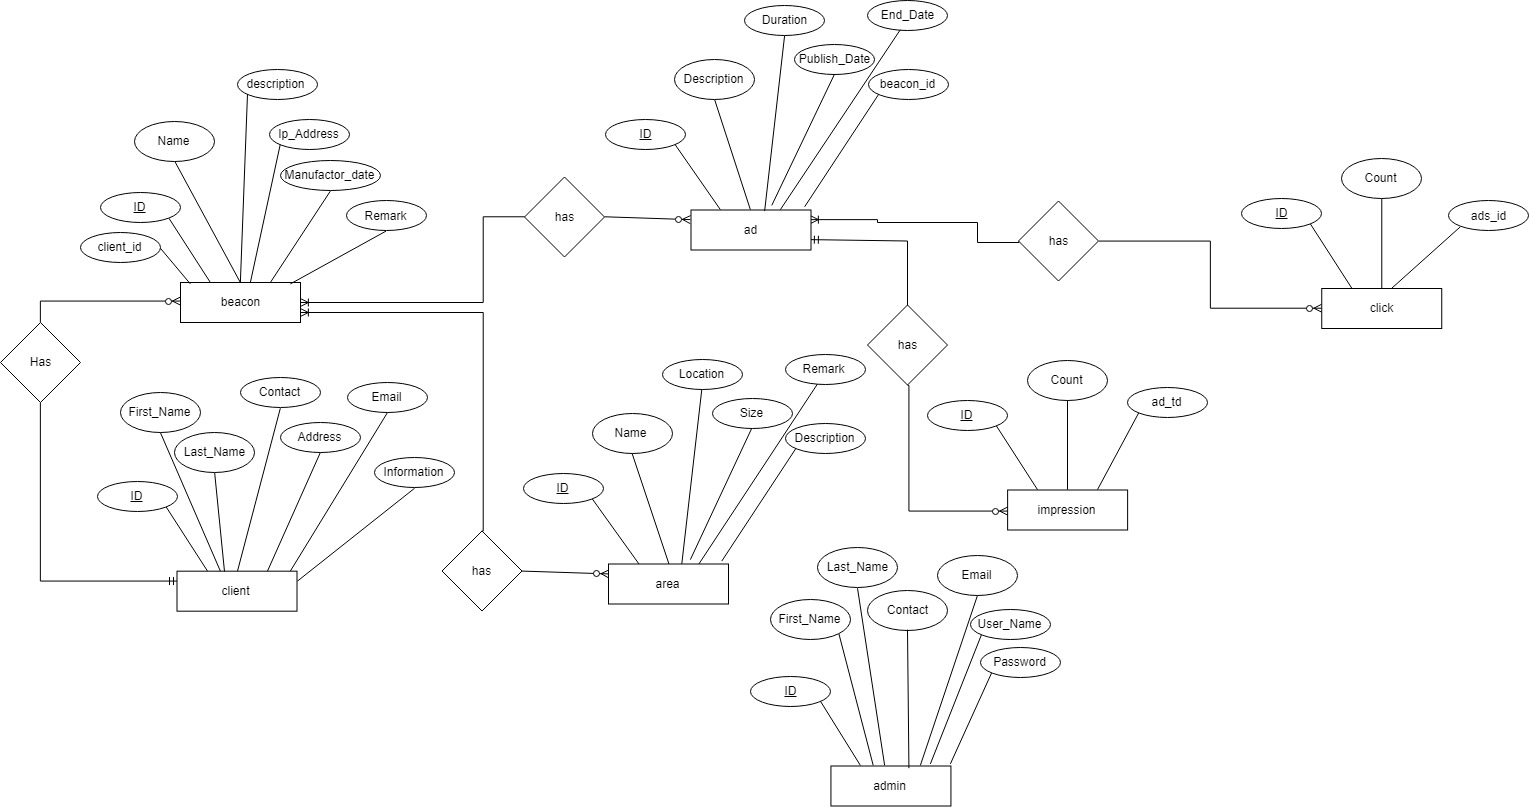 Duration
End_Date
Publish_Date
Description
beacon_id
ID
description
Name
Ip_Address
Manufactor_date
ID
Remark
client_id
has
ad
has
Count
ID
ads_id
beacon
click
Has
has
Location
Remark
Contact
Email
First_Name
Address
Last_Name
Information
ID
Size
Name
Description
ID
Count
ad_td
ID
impression
client
has
area
Last_Name
Email
First_Name
Contact
User_Name
Password
ID
admin